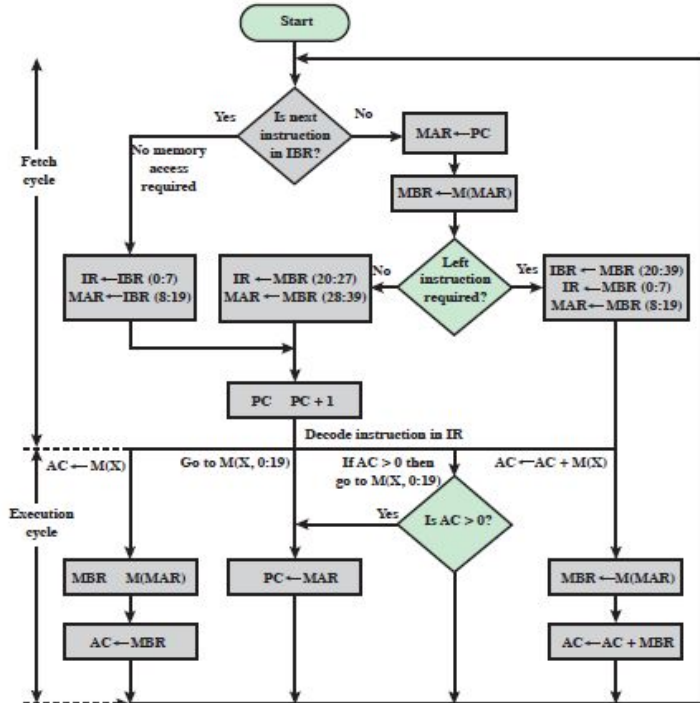 Start
Is next
instruction
in IBR?
Yes
No
No memory
access
required
MAR←PC
MBR←M(MAR)
Fetch
cycle
Left
instruction
required?
No
Yes
IR←IBR (0:7)
MAR←IBR (8:19)
IR←MBR (20:27)
MAR←MBR (28:39)
IBR←MBR (20:39)
IR←MBR (0:7)
MAR←MBR (8:19)
PC PC + 1
Decode instruction in IR
AC←M(X)
Go to M(X, 0:19)
If AC > 0 then
go to M(X, 0:19)
AC←AC + M(X)
Execution
cycle
Yes
Is AC > 0?
MBR M(MAR)
PC←MAR
MBR←M(MAR)
AC←MBR
AC←AC + MBR